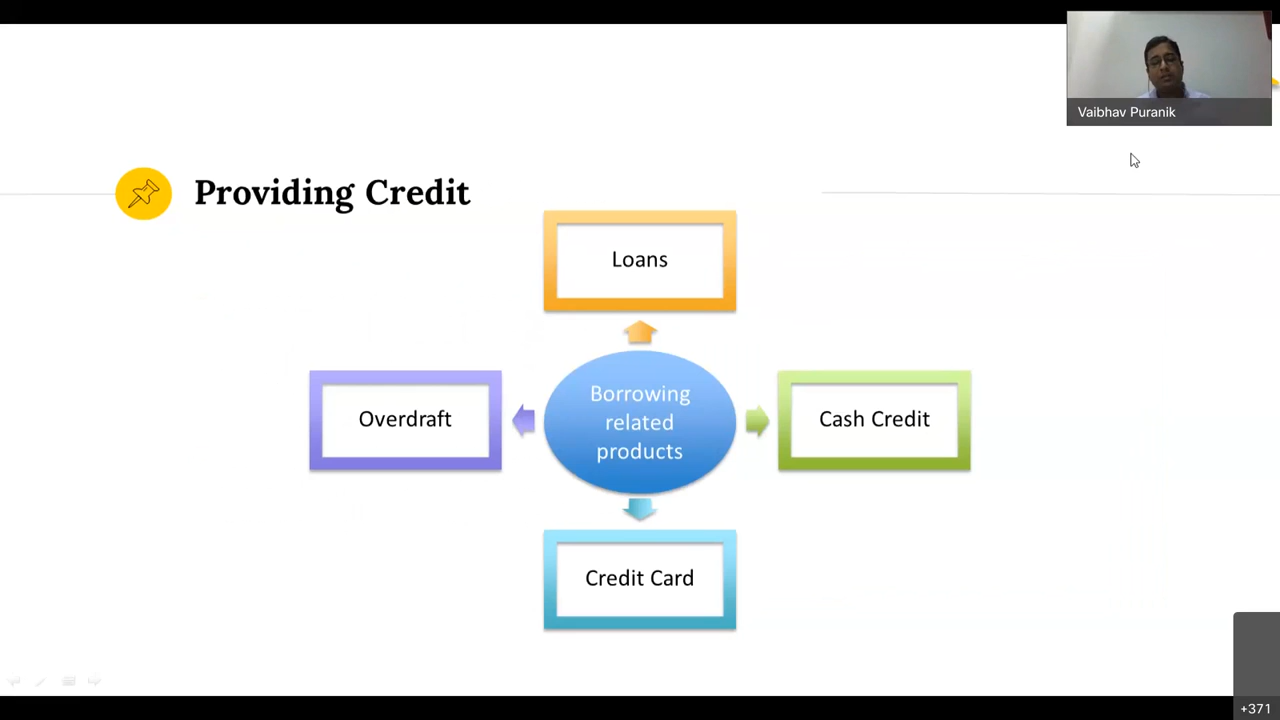 Vaibhav Puranik
Providing Credit
Loans
Overdraft
Borrowing
related
products
Cash Credit
Credit Card
+371